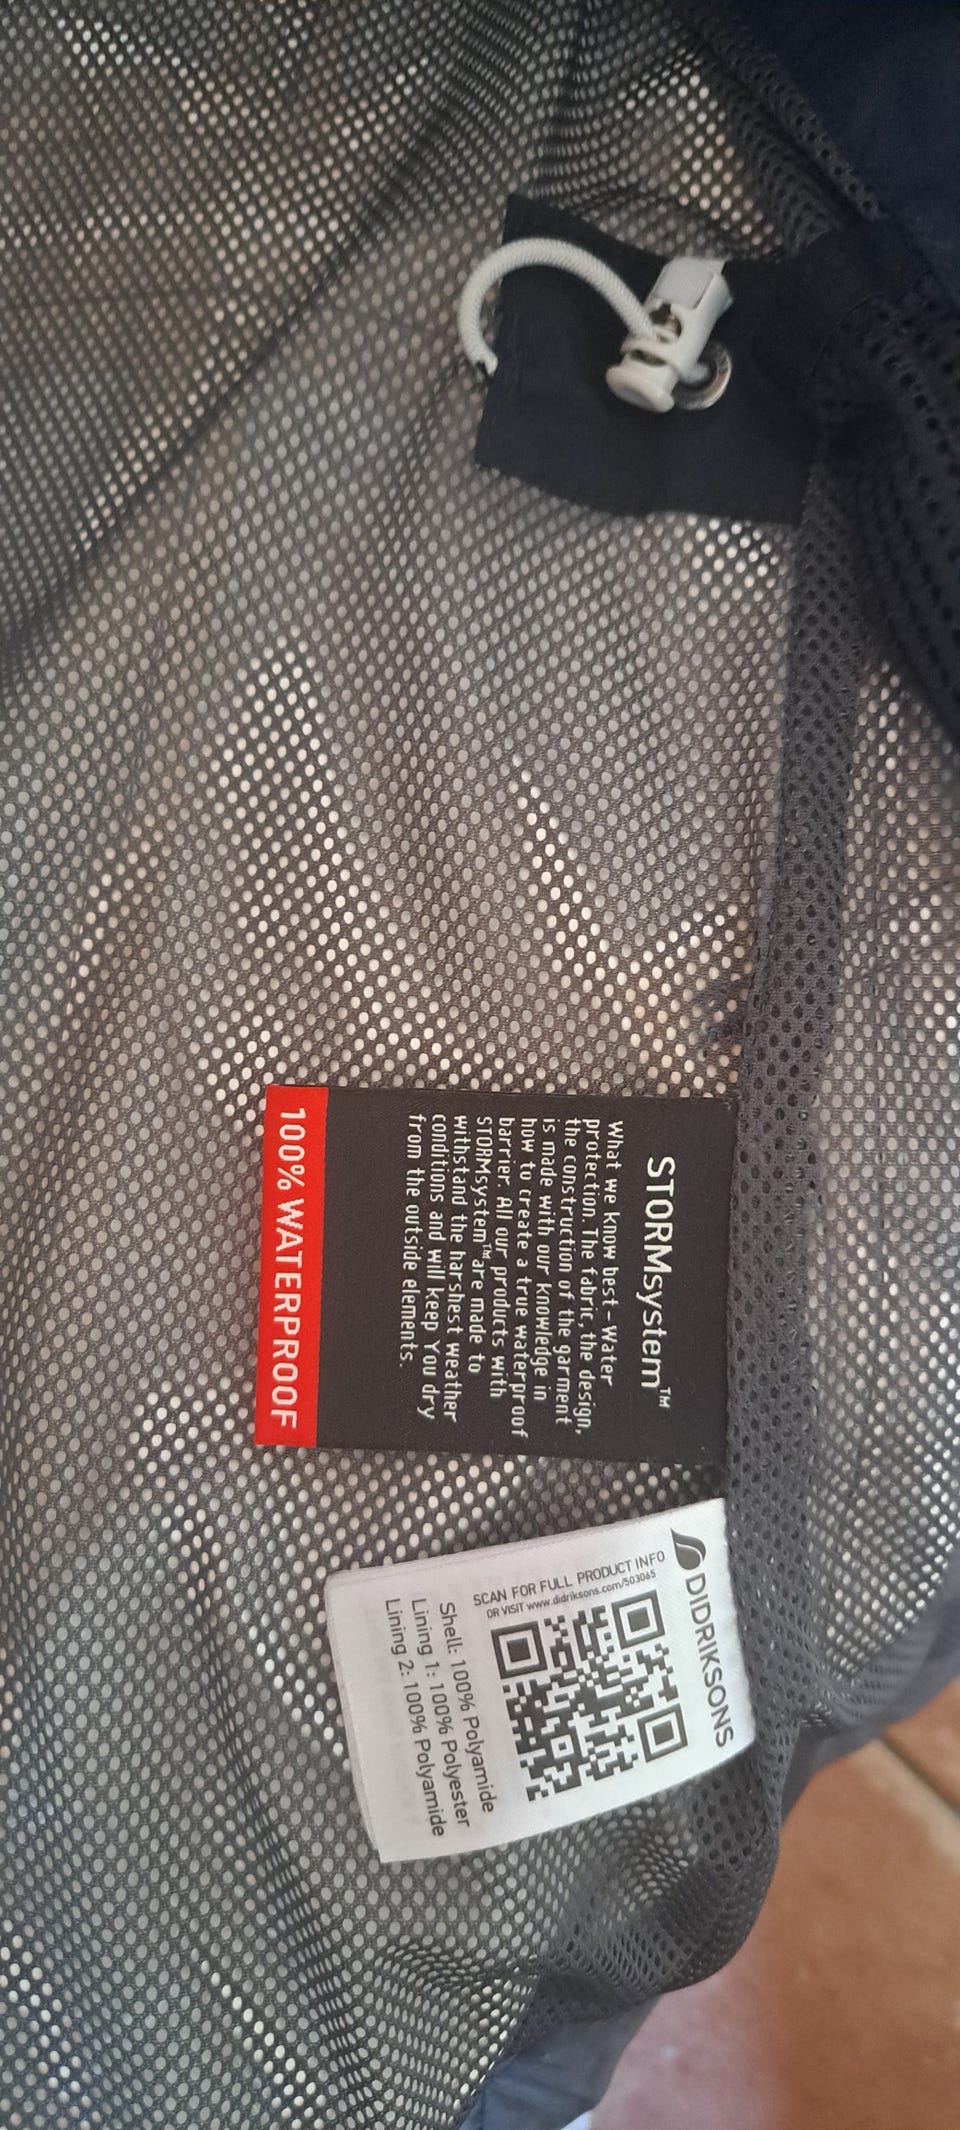 STORMsystem™
What we know best-Water
protection. The fabric, the design,
the construction of the garment
is made with our knowledge in
how to create a true waterproof
barrier. All our products with
STORMsystem™ are made to
withstand the harshest weather
conditions and will keep You dry
from the outside elements.
100% WATERPROOF
DIDRIKSONS
SCAN FOR FULL PRODUCT INFO
OR VISIT www.didriksons.com/503065
Shell: 100% Polyamide
Lining 1: 100% Polyester
Lining 2: 100% Polyamide